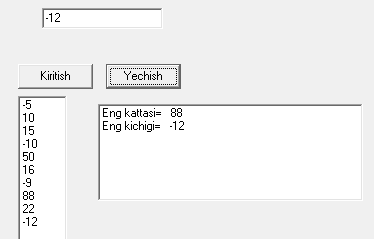 -12
Kiritish
Yechish
-5
10
15
-10
50
16
-9
88
22
-12
Eng kattasi= 88
Eng kichigi= -12